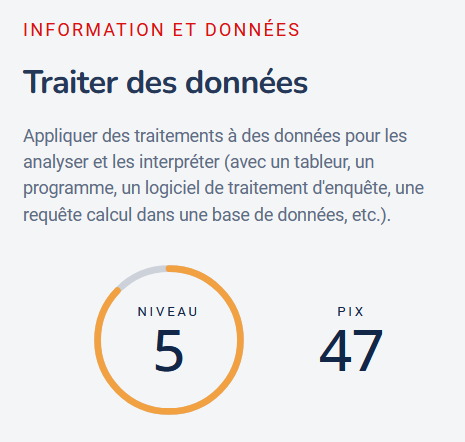 INFORMATION ET DONNÉES
Traiter des données
Appliquer des traitements à des données pour les
analyser et les interpréter (avec un tableur, un
programme, un logiciel de traitement d'enquête, une
requête calcul dans une base de données, etc.).
NIVEAU
5
PIX
47